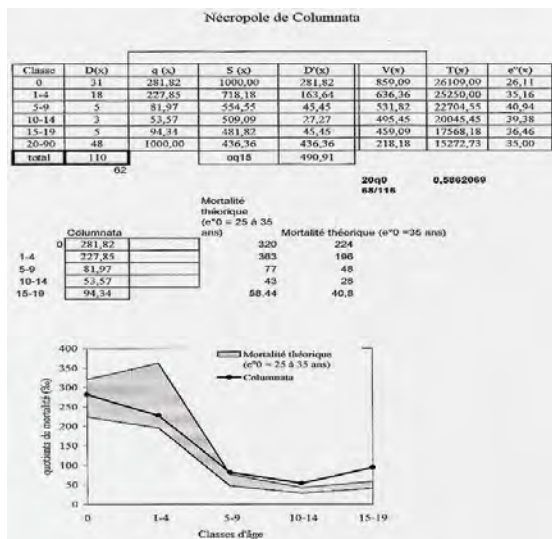 Nécropole de Columnata
Classe D(x) q (x) S (x) D'(x) V(x) T(x) e°(x)
0 31 281,82 1000,00 281,82 859,09 26109,09 26,11
1-4 18 227,85 718,18 163,64 636,36 25250,00 35,16
5-9 5 81,97 554,55 45,45 531,82 22704,55 40,94
10-14 3 53,57 509,09 27,27 495,45 20045,45 39,38
15-19 5 94,34 481,82 45,45 459,09 17568,18 36,46
20-90 48 1000,00 436,36 436,36 218,18 15272,73 35,00
total 110 oq15 490,91
62
20q0 0,5862069
68/116
Mortalité
théorique
(e°0 = 25 à 35
Columnata ans) Mortalité théorique (e°0 =35 ans)
0 281,82 320 224
1-4 227,85 363 196
5-9 81,97 77 48
10-14 53,57 43 28
15-19 94,34 58,44 40,8
400
350
300
250
200
150
100
50
0
quotients de mortalité (‰)
Mortalité théorique
(e°0 = 25 à 35 ans)
Columnata
0 1-4 5-9 10-14 15-19
Classes d'âge